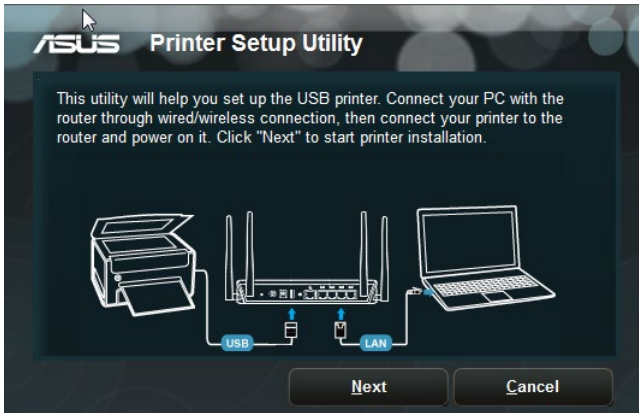 ASUS Printer Setup Utility
This utility will help you set up the USB printer. Connect your PC with the
router through wired/wireless connection, then connect your printer to the
router and power on it. Click "Next" to start printer installation.
USB LAN
Next Cancel